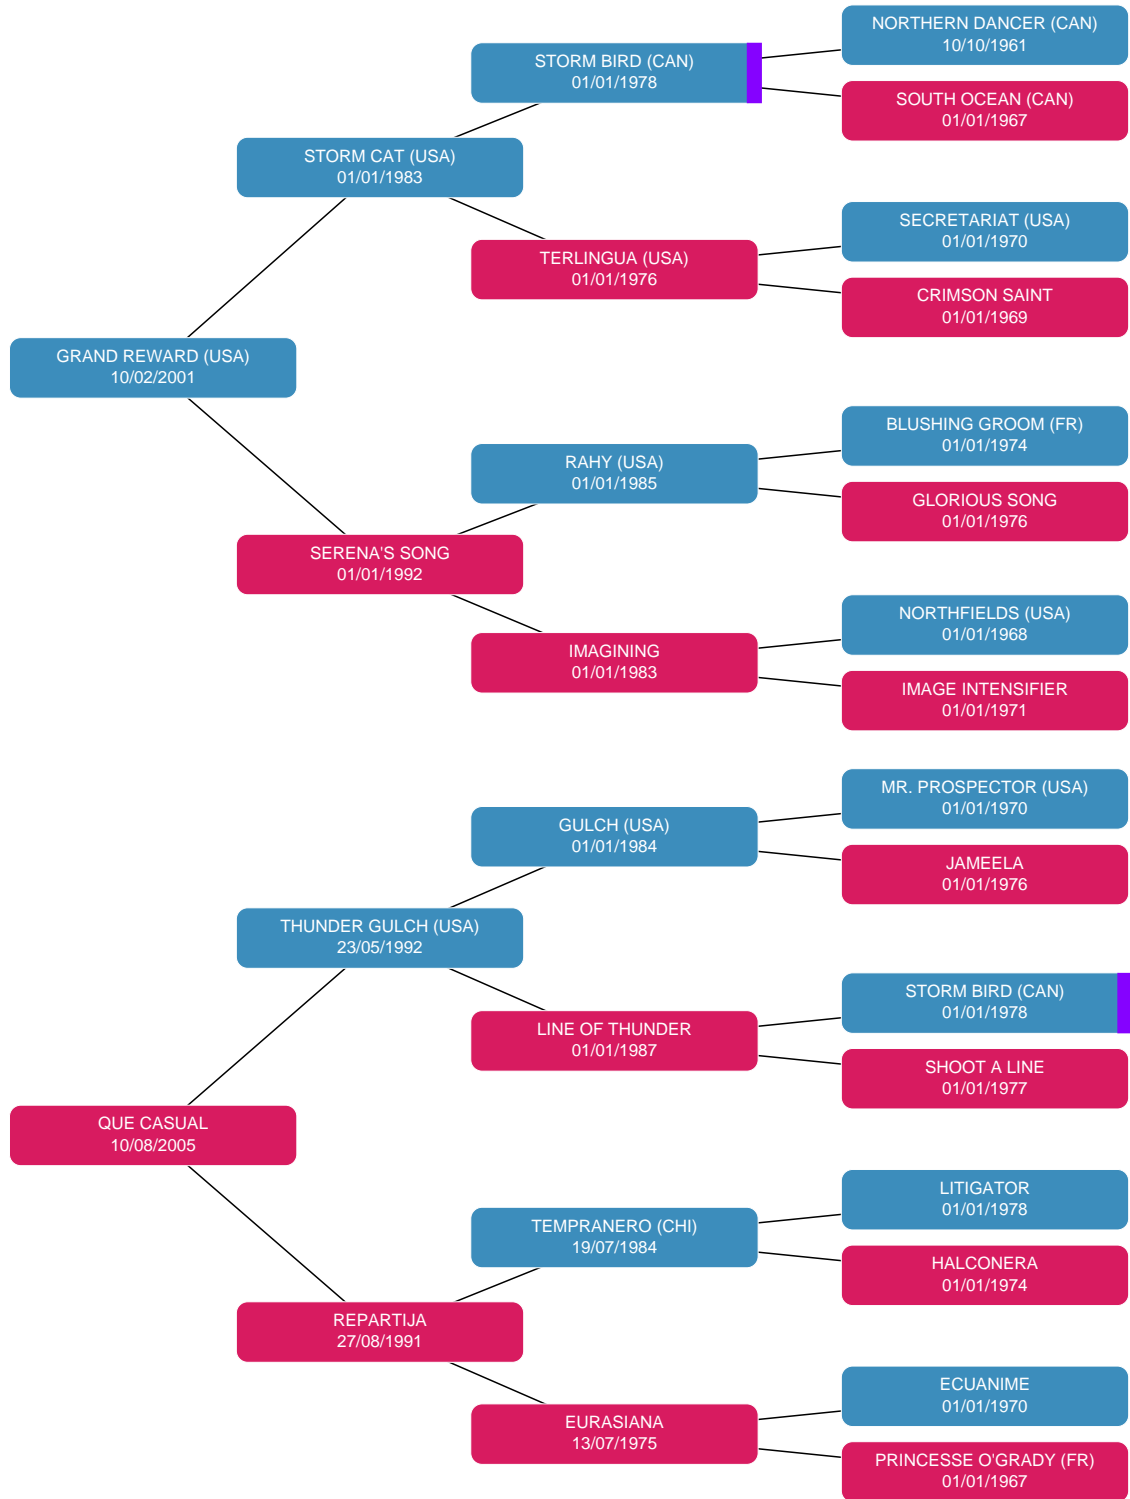 NORTHERN DANCER (CAN)
10/10/1961
STORM BIRD (CAN)
01/01/1978
SOUTH OCEAN (CAN)
01/01/1967
STORM CAT (USA)
01/01/1983
SECRETARIAT (USA)
01/01/1970
TERLINGUA (USA)
01/01/1976
CRIMSON SAINT
01/01/1969
GRAND REWARD (USA)
10/02/2001
BLUSHING GROOM (FR)
01/01/1974
RAHY (USA)
01/01/1985
GLORIOUS SONG
01/01/1976
SERENA'S SONG
01/01/1992
NORTHFIELDS (USA)
01/01/1968
IMAGINING
01/01/1983
IMAGE INTENSIFIER
01/01/1971
MR. PROSPECTOR (USA)
01/01/1970
GULCH (USA)
01/01/1984
JAMEELA
01/01/1976
THUNDER GULCH (USA)
23/05/1992
STORM BIRD (CAN)
01/01/1978
LINE OF THUNDER
01/01/1987
SHOOT A LINE
01/01/1977
QUE CASUAL
10/08/2005
LITIGATOR
01/01/1978
TEMPRANERO (CHI)
19/07/1984
HALCONERA
01/01/1974
REPARTIJA
27/08/1991
ECUANIME
01/01/1970
EURASIANA
13/07/1975
PRINCESSE O'GRADY (FR)
01/01/1967